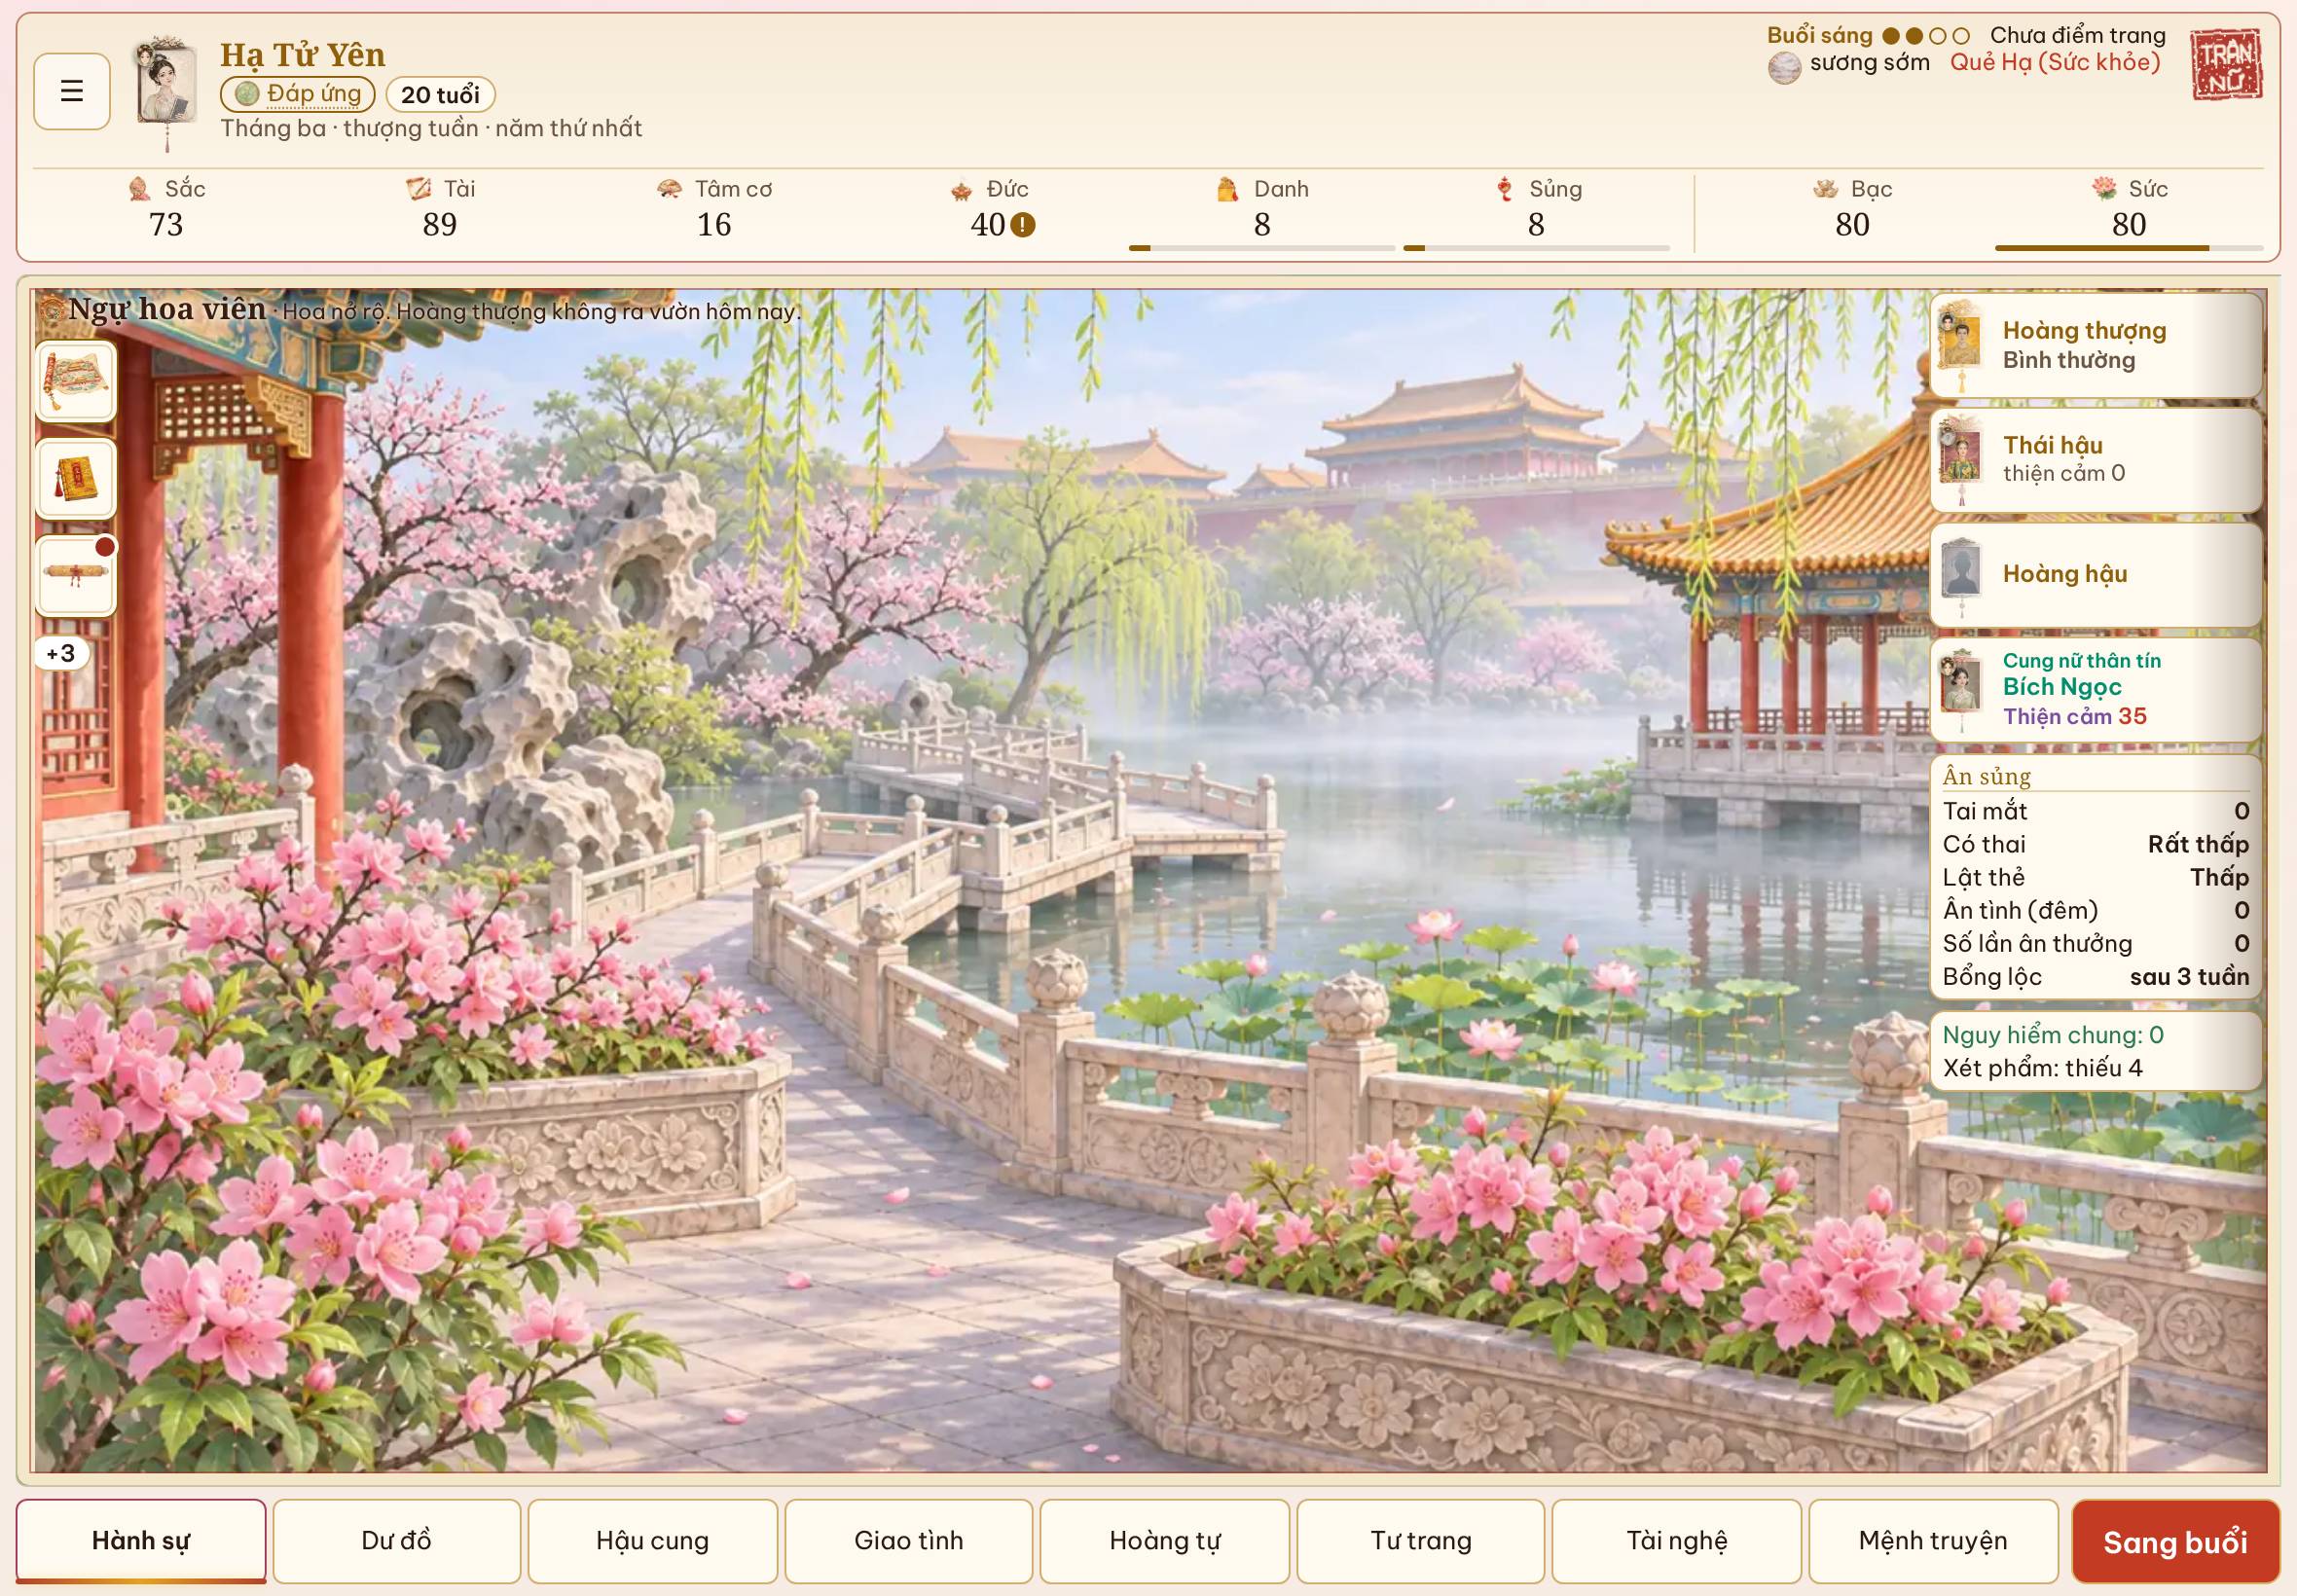 Hạ Tử Yên
Đáp ứng
20 tuổi
Tháng ba · thượng tuần · năm thứ nhất
Buổi sáng
Chưa điểm trang
sương sớm
Quẻ Hạ (Sức khỏe)
TRÂN
NỮ
Sắc
73
Tài
89
Tâm cơ
16
Đức
40
!
Danh
8
Sủng
8
Bạc
80
Sức
80
Ngự hoa viên · Hoa nở rộ. Hoàng thượng không ra vườn hôm nay.
+3
Hoàng thượng
Bình thường
Thái hậu
thiện cảm 0
Hoàng hậu
Cung nữ thân tín
Bích Ngọc
Thiện cảm 35
Ân sủng
Tai mắt 0
Có thai Rất thấp
Lật thẻ Thấp
Ân tình (đêm) 0
Số lần ân thưởng 0
Bổng lộc sau 3 tuần
Nguy hiểm chung: 0
Xét phẩm: thiếu 4
Hành sự
Dư đồ
Hậu cung
Giao tình
Hoàng tự
Tư trang
Tài nghệ
Mệnh truyện
Sang buổi